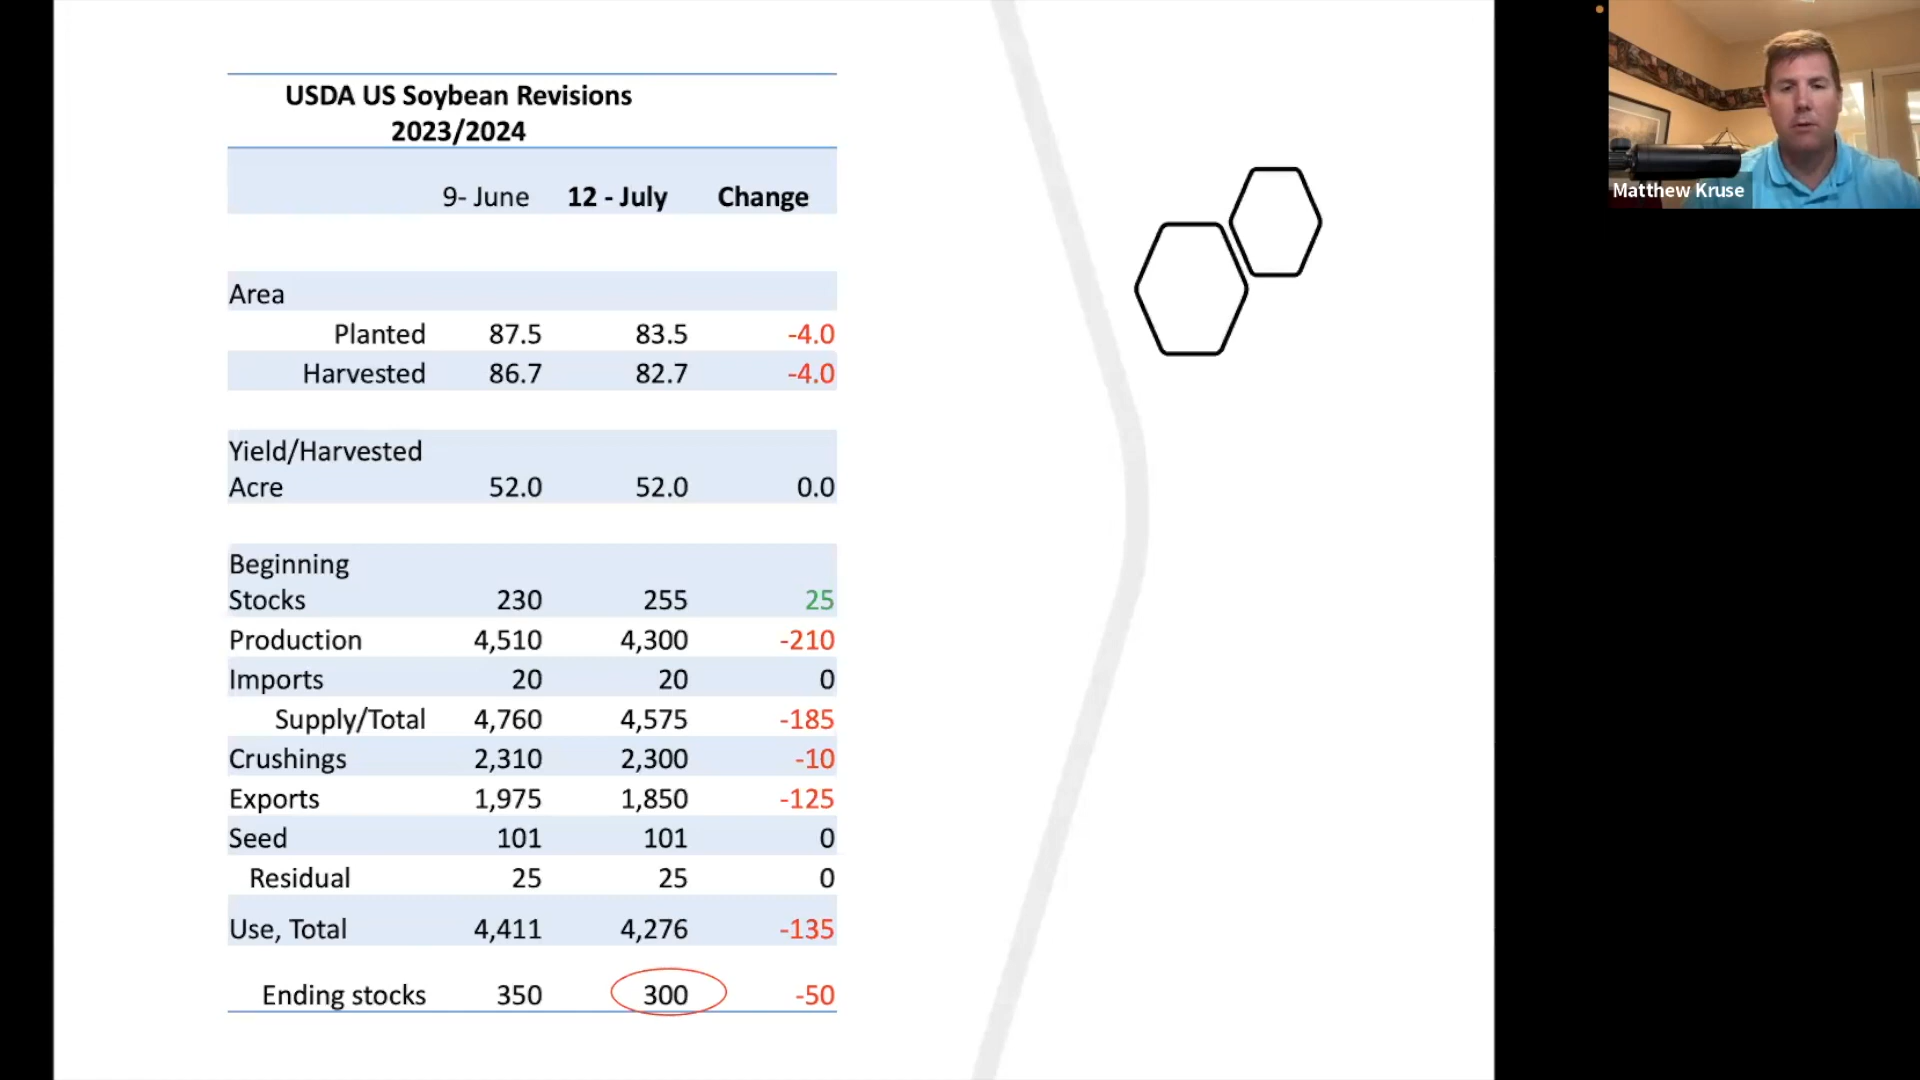 USDA US Soybean Revisions
2023/2024
9- June 12 - July Change
Area
Planted 87.5 83.5 -4.0
Harvested 86.7 82.7 -4.0
Yield/Harvested
Acre 52.0 52.0 0.0
Beginning
Stocks 230 255 25
Production 4,510 4,300 -210
Imports 20 20 0
Supply/Total 4,760 4,575 -185
Crushings 2,310 2,300 -10
Exports 1,975 1,850 -125
Seed 101 101 0
Residual 25 25 0
Use, Total 4,411 4,276 -135
Ending stocks 350 300 -50
Matthew Kruse